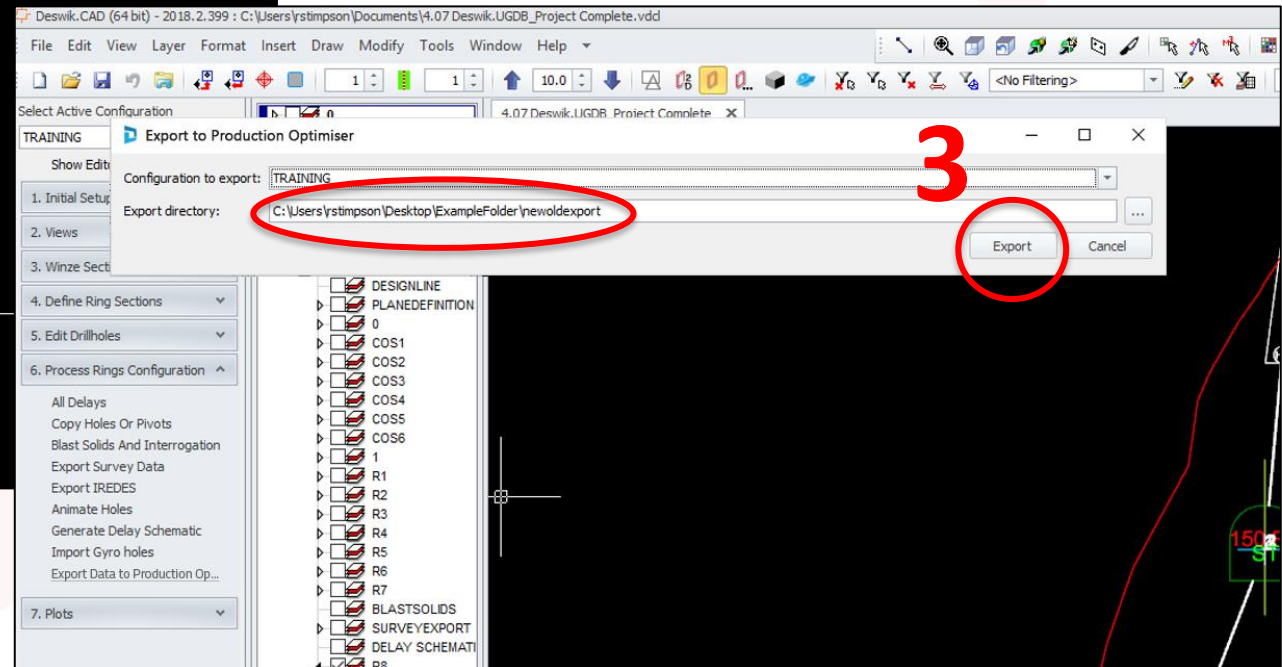 Deswik.CAD (64 bit) - 2018.2.399 : C:\Users\rstimpson\Documents\4.07 Deswik.UGDB_Project Complete.vdcl
File Edit View Layer Format Insert Draw Modify Tools Window Help
1 1 10.0 <No Filtering>
Select Active Configuration
0
4.07 Deswik.UGDB_Project Complete X
TRAINING
Export to Production Optimiser
3
Show
Configuration to export: TRAINING
1. Initial
Export directory: C:\Users\rstimpson\Desktop\ExampleFolder\newoldexport ...
2. Views
Export Cancel
3. Winze
DESIGNLINE
4. Define Ring Sections
PLANEDEFINITION
0
5. Edit Drillholes
COS1
COS2
6. Process Rings Configuration
COS3
All Delays
COS4
Copy Holes Or Pivots
COS5
Blast Solids And Interrogation
COS6
1
Export Survey Data
R1
Export IREDES
R2
Animate Holes
R3
Generate Delay Schematic
R4
Import Gyro holes
R5
Export Data to Production Op...
R6
R7
7. Plots
BLASTSOLIDS
SURVEYEXPORT
DELAY
R8